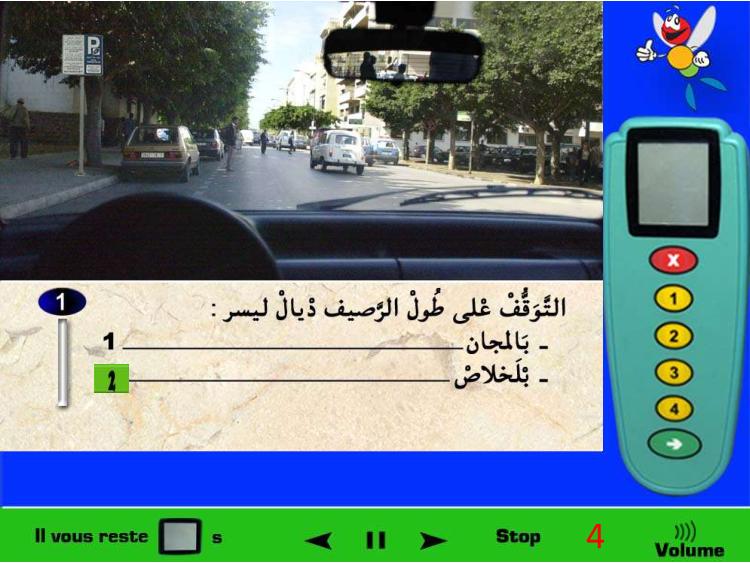 P
1
التَّوَقُّفْ عْلى طُولْ الرَّصيف دْيالْ ليسر :
- بَالمجان 1
- بْلَخلاصْ 2
X
1
2
3
4
Il vous reste s
Stop
4
Volume